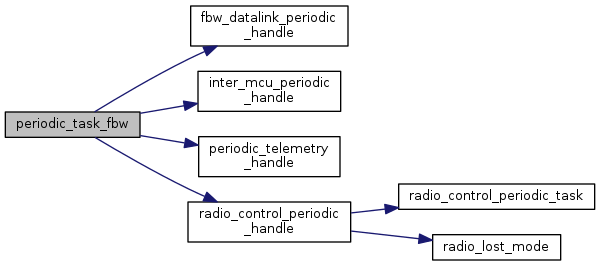 periodic_task_fbw
fbw_datalink_periodic
_handle
inter_mcu_periodic
_handle
periodic_telemetry
_handle
radio_control_periodic
_handle
radio_control_periodic_task
radio_lost_mode